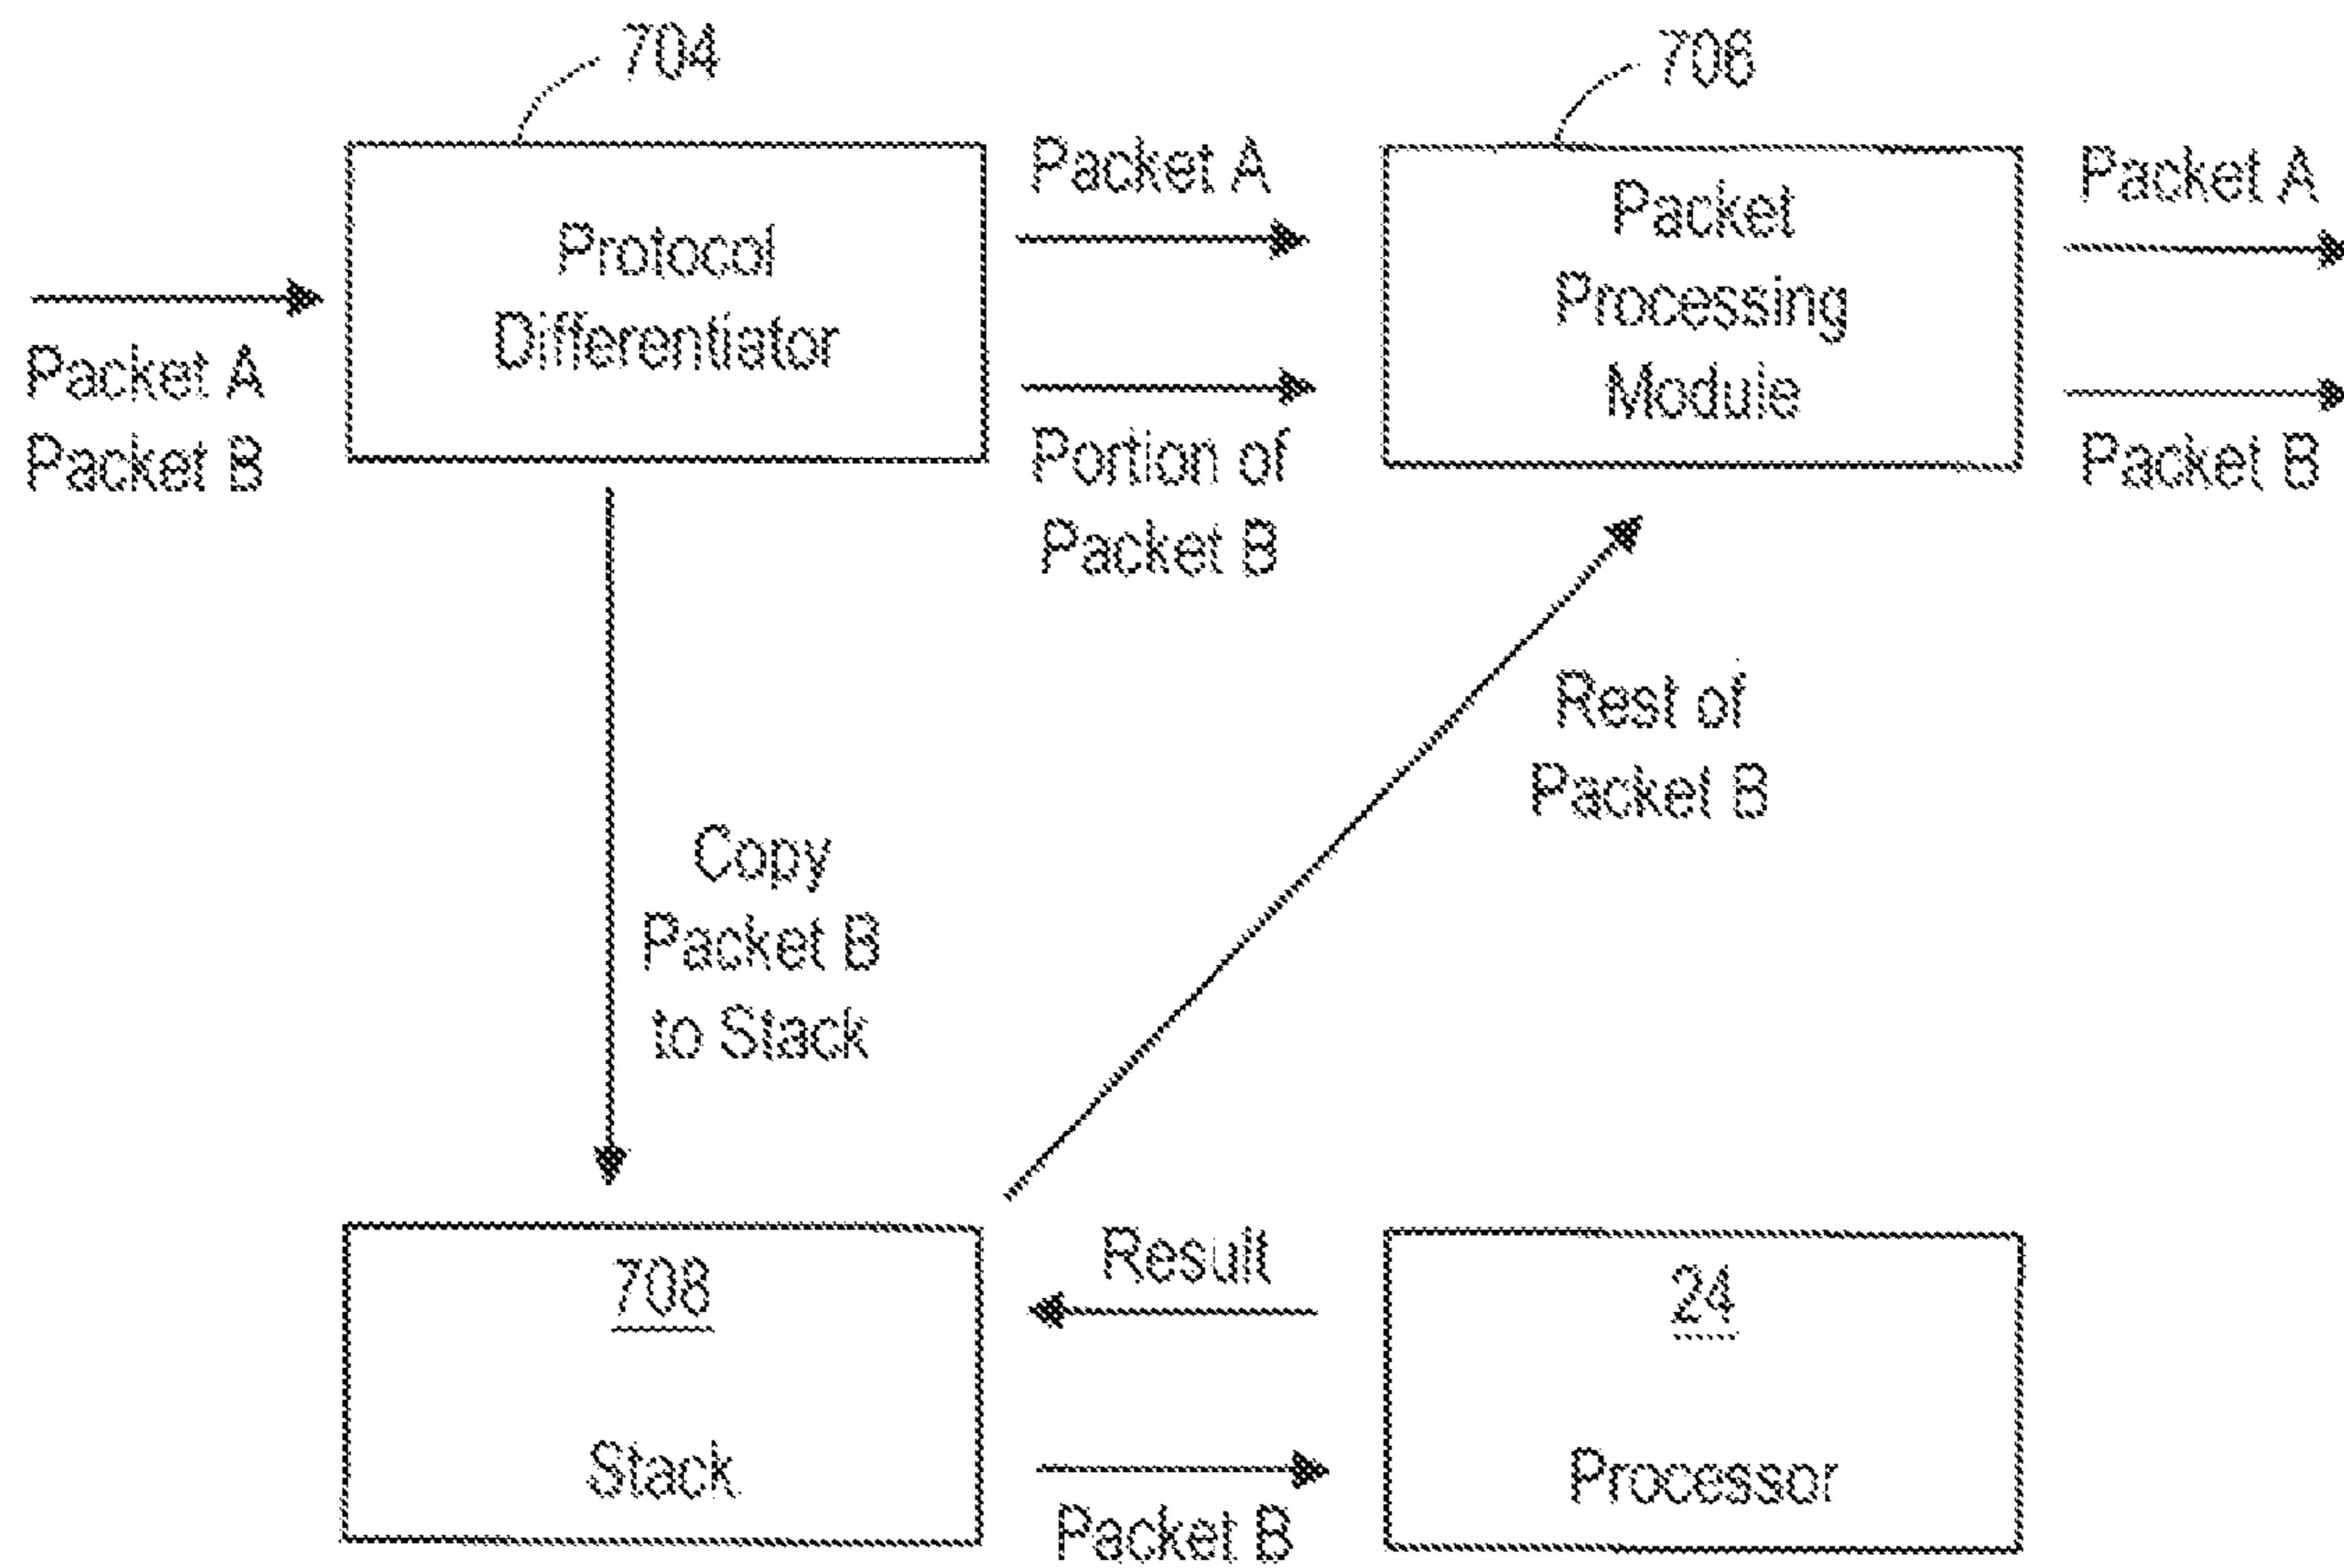 704
706
Packet A
Packet B
Protocol
Differentiator
Packet A
Portion of
Packet B
Packet
Processing
Module
Packet A
Packet B
Copy
Packet B
to Stack
Rest of
Packet B
708
Stack
Result
Packet B
24
Processor